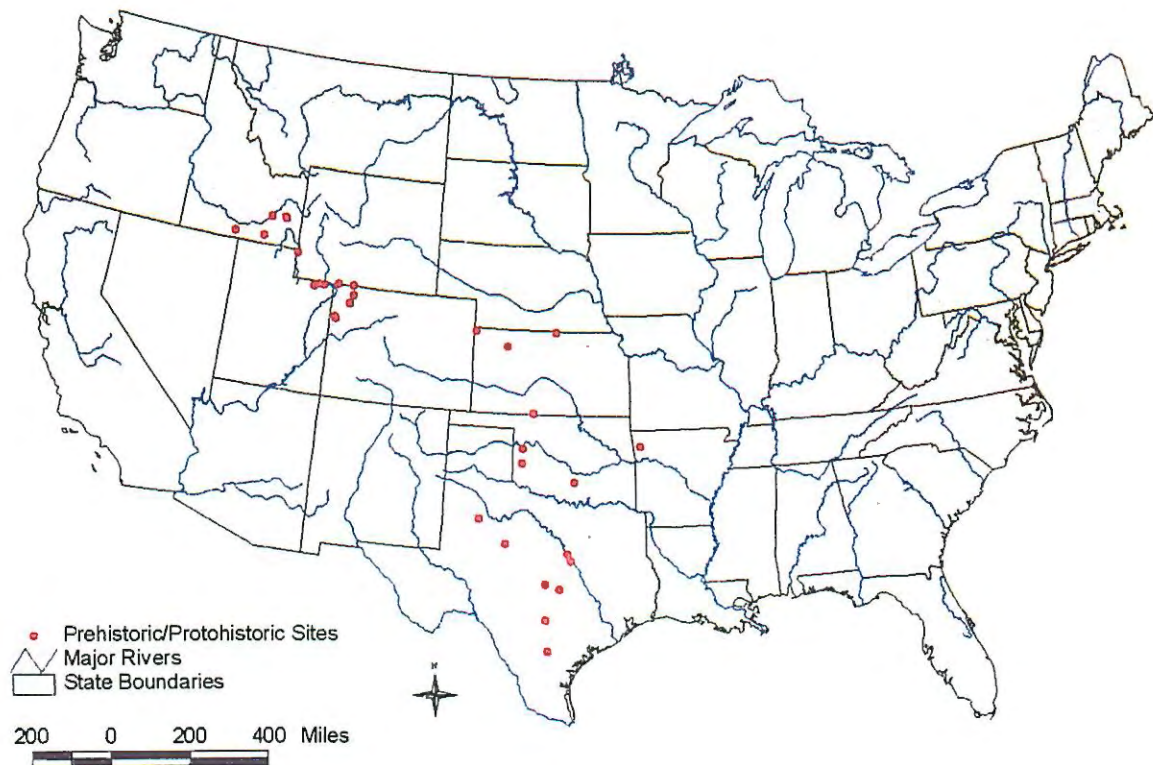 Prehistoric/Protohistoric Sites
Major Rivers
State Boundaries
N
200 0 200 400 Miles